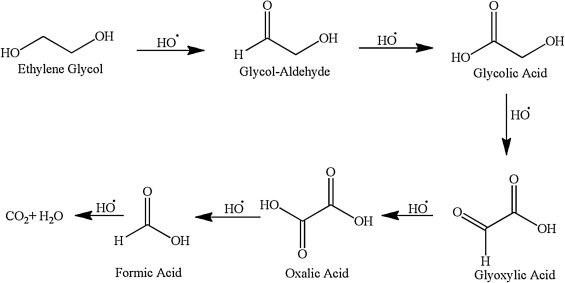 HO OH HO• H O OH HO• O HO OH
Ethylene Glycol Glycol-Aldehyde Glycolic Acid
HO•
CO2+ H2O HO• O H OH HO• O HO OH O HO• O O OH H
Formic Acid Oxalic Acid Glyoxylic Acid